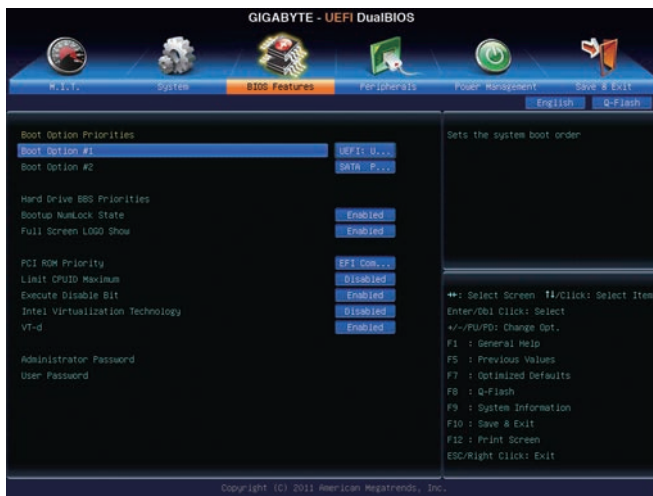 GIGABYTE - UEFI DualBIOS
M.I.T.
System
BIOS Features
Peripherals
Power Management
Save & Exit
English
Q-Flash
Boot Option Priorities
Boot Option #1 UEFI: U...
Boot Option #2 SATA P...
Hard Drive BBS Priorities
Bootup NumLock State Enabled
Full Screen LOGO Show Enabled
PCI ROM Priority EFI Com...
Limit CPUID Maximum Disabled
Execute Disable Bit Enabled
Intel Virtualization Technology Disabled
VT-d Enabled
Administrator Password
User Password
Sets the system boot order
↔: Select Screen ↑↓/Click: Select Item
Enter/Dbl Click: Select
+/-/PU/PD: Change Opt.
F1 : General Help
F5 : Previous Values
F7 : Optimized Defaults
F8 : Q-Flash
F9 : System Information
F10 : Save & Exit
F12 : Print Screen
ESC/Right Click: Exit
Copyright (C) 2011 American Megatrends, Inc.